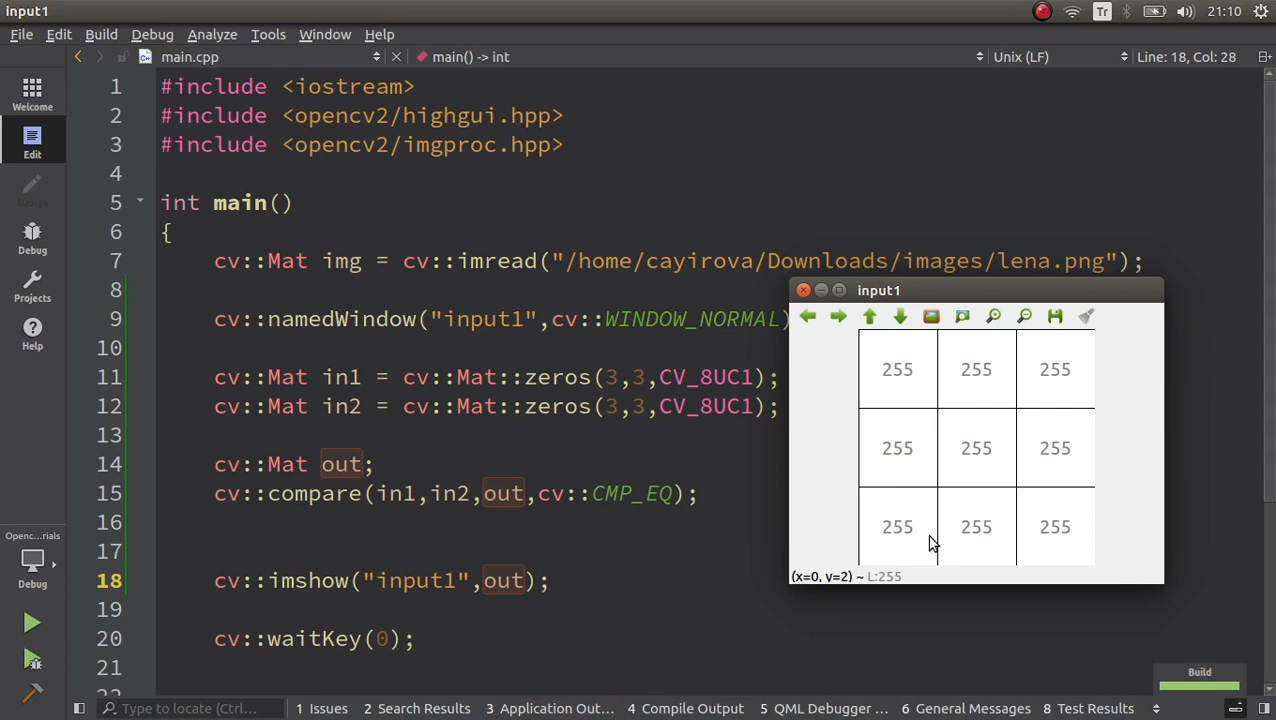 input1
Tr
21:10
File Edit Build Debug Analyze Tools Window Help
main.cpp
main() -> int
Unix (LF)
Line: 18, Col: 28
Welcome
Edit
Design
Debug
Projects
Help
Openc...rials
Debug
1 #include <iostream>
2 #include <opencv2/highgui.hpp>
3 #include <opencv2/imgproc.hpp>
4
5 int main()
6 {
7 cv::Mat img = cv::imread("/home/cayirova/Downloads/images/lena.png");
8
9 cv::namedWindow("input1",cv::WINDOW_NORMAL)
10
11 cv::Mat in1 = cv::Mat::zeros(3,3,CV_8UC1);
12 cv::Mat in2 = cv::Mat::zeros(3,3,CV_8UC1);
13
14 cv::Mat out;
15 cv::compare(in1,in2,out,cv::CMP_EQ);
16
17
18 cv::imshow("input1",out);
19
20 cv::waitKey(0);
21
input1
255 255 255
255 255 255
255 255 255
(x=0, y=2) ~ L:255
Build
Type to locate (Ctrl...
1 Issues
2 Search Results
3 Application Out...
4 Compile Output
5 QML Debugger ...
6 General Messages
8 Test Results